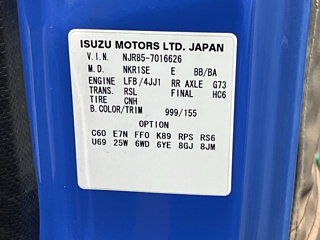 ISUZU MOTORS LTD. JAPAN
V.I.N. NJR85-7016626
M.D. NKR1SE E BB/BA
ENGINE LFB/4JJ1 RR AXLE G73
TRANS. RSL FINAL HC6
TIRE CNH
B.COLOR/TRIM 999/155
OPTION
C60 E7N FFO K89 RPS RS6
U69 25W 6WD 6YE 8GJ 8JM